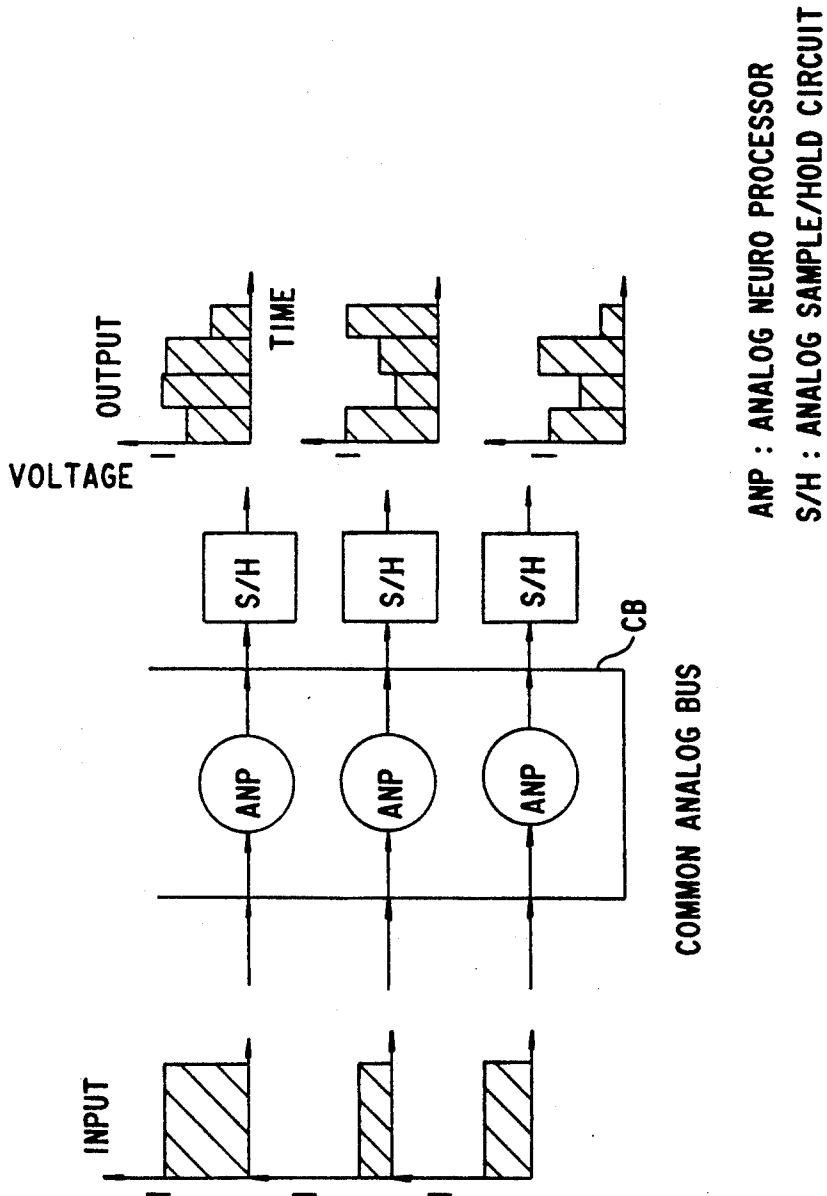 VOLTAGE
OUTPUT
TIME
INPUT
S/H
S/H
S/H
ANP
ANP
ANP
CB
COMMON ANALOG BUS
ANP : ANALOG NEURO PROCESSOR
S/H : ANALOG SAMPLE/HOLD CIRCUIT